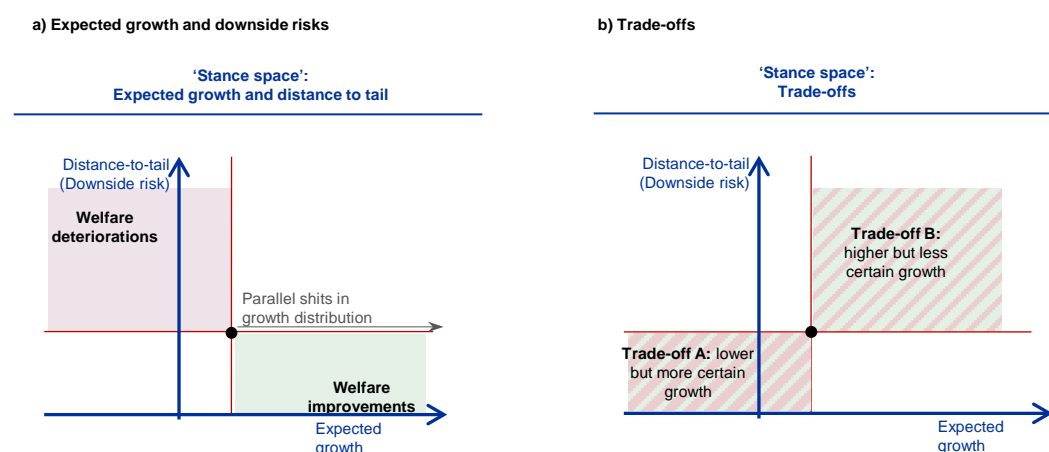 a) Expected growth and downside risks
‘Stance space’:
Expected growth and distance to tail
Distance-to-tail
(Downside risk)
Welfare
deteriorations
Parallel shits in
growth distribution
Welfare
improvements
Expected
growth
b) Trade-offs
‘Stance space’:
Trade-offs
Distance-to-tail
(Downside risk)
Trade-off B:
higher but less
certain growth
Trade-off A: lower
but more certain
growth
Expected
growth